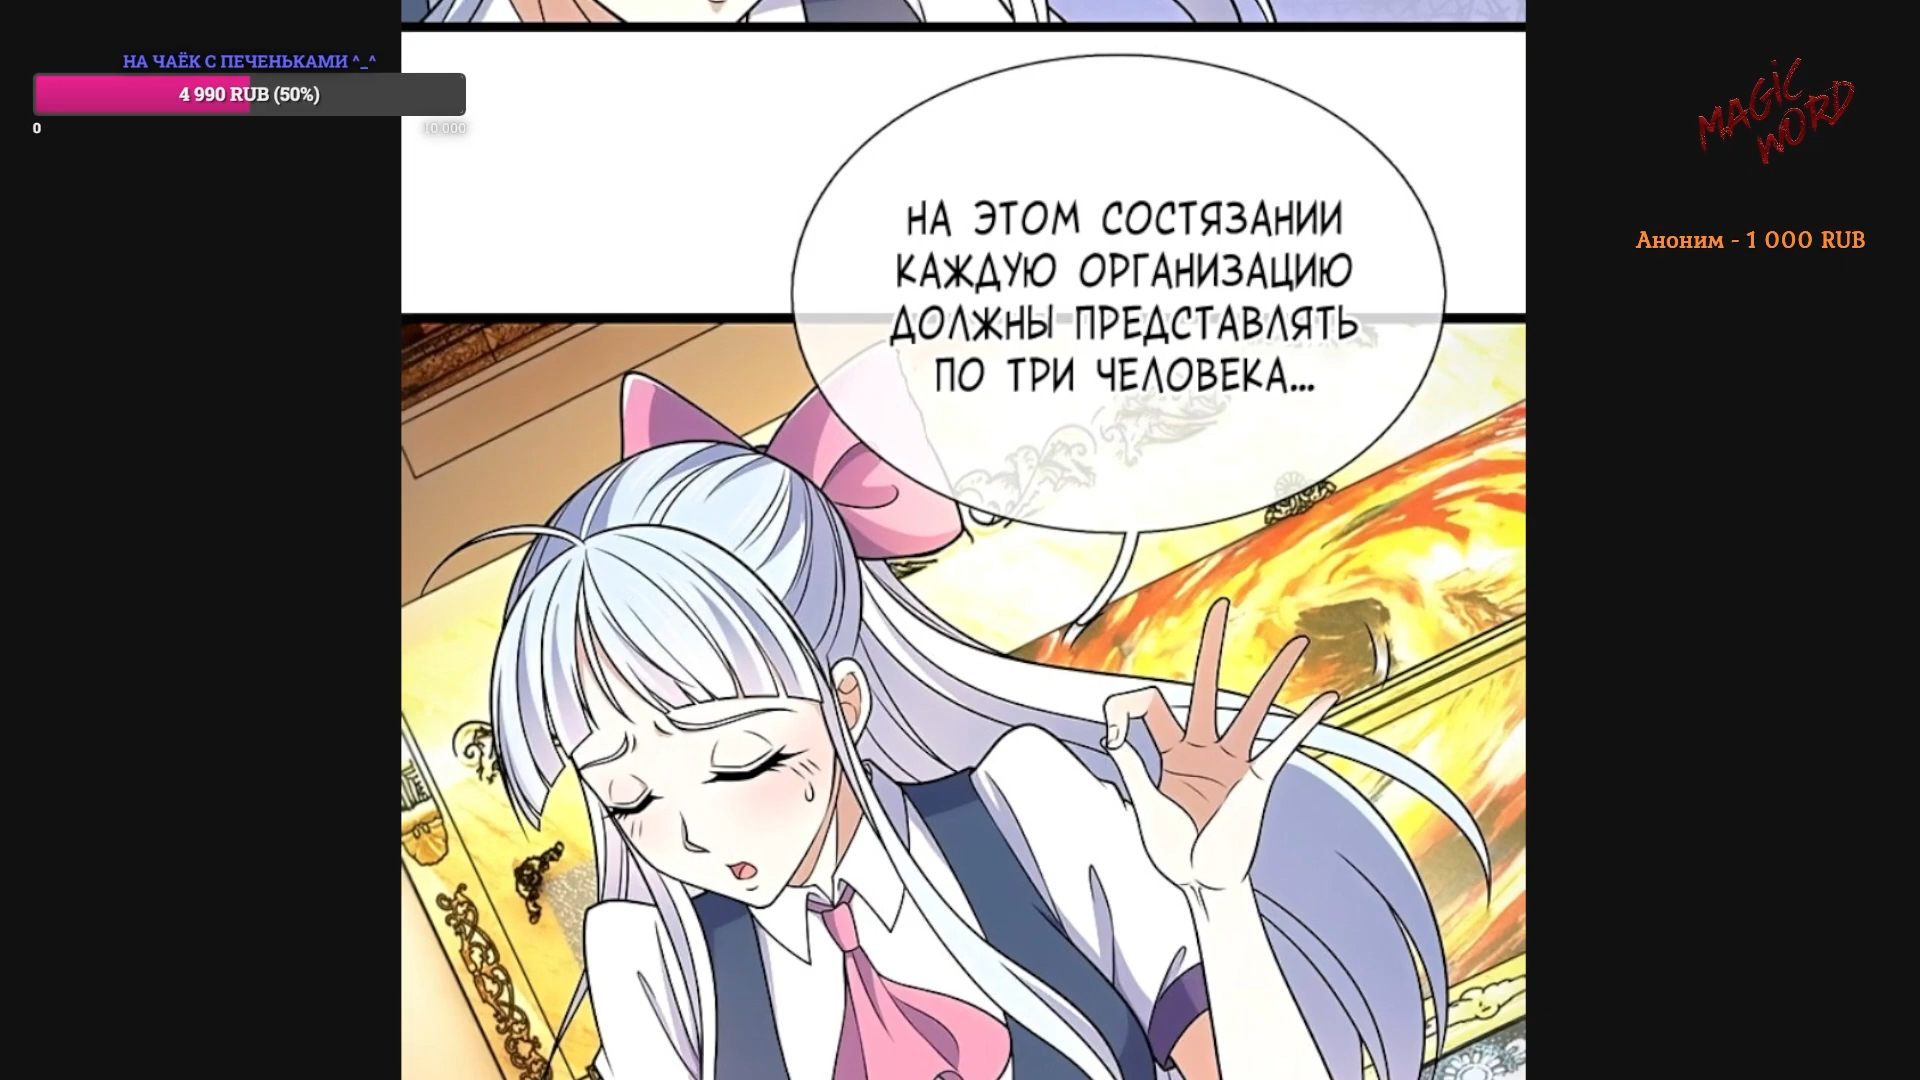 НА ЧАЁК С ПЕЧЕНЬКАМИ ^_^
4 990 RUB (50%)
0
10 000
MAGIC
WORD
Аноним - 1 000 RUB
НА ЭТОМ СОСТЯЗАНИИ
КАЖДУЮ ОРГАНИЗАЦИЮ
ДОЛЖНЫ ПРЕДСТАВЛЯТЬ
ПО ТРИ ЧЕЛОВЕКА...